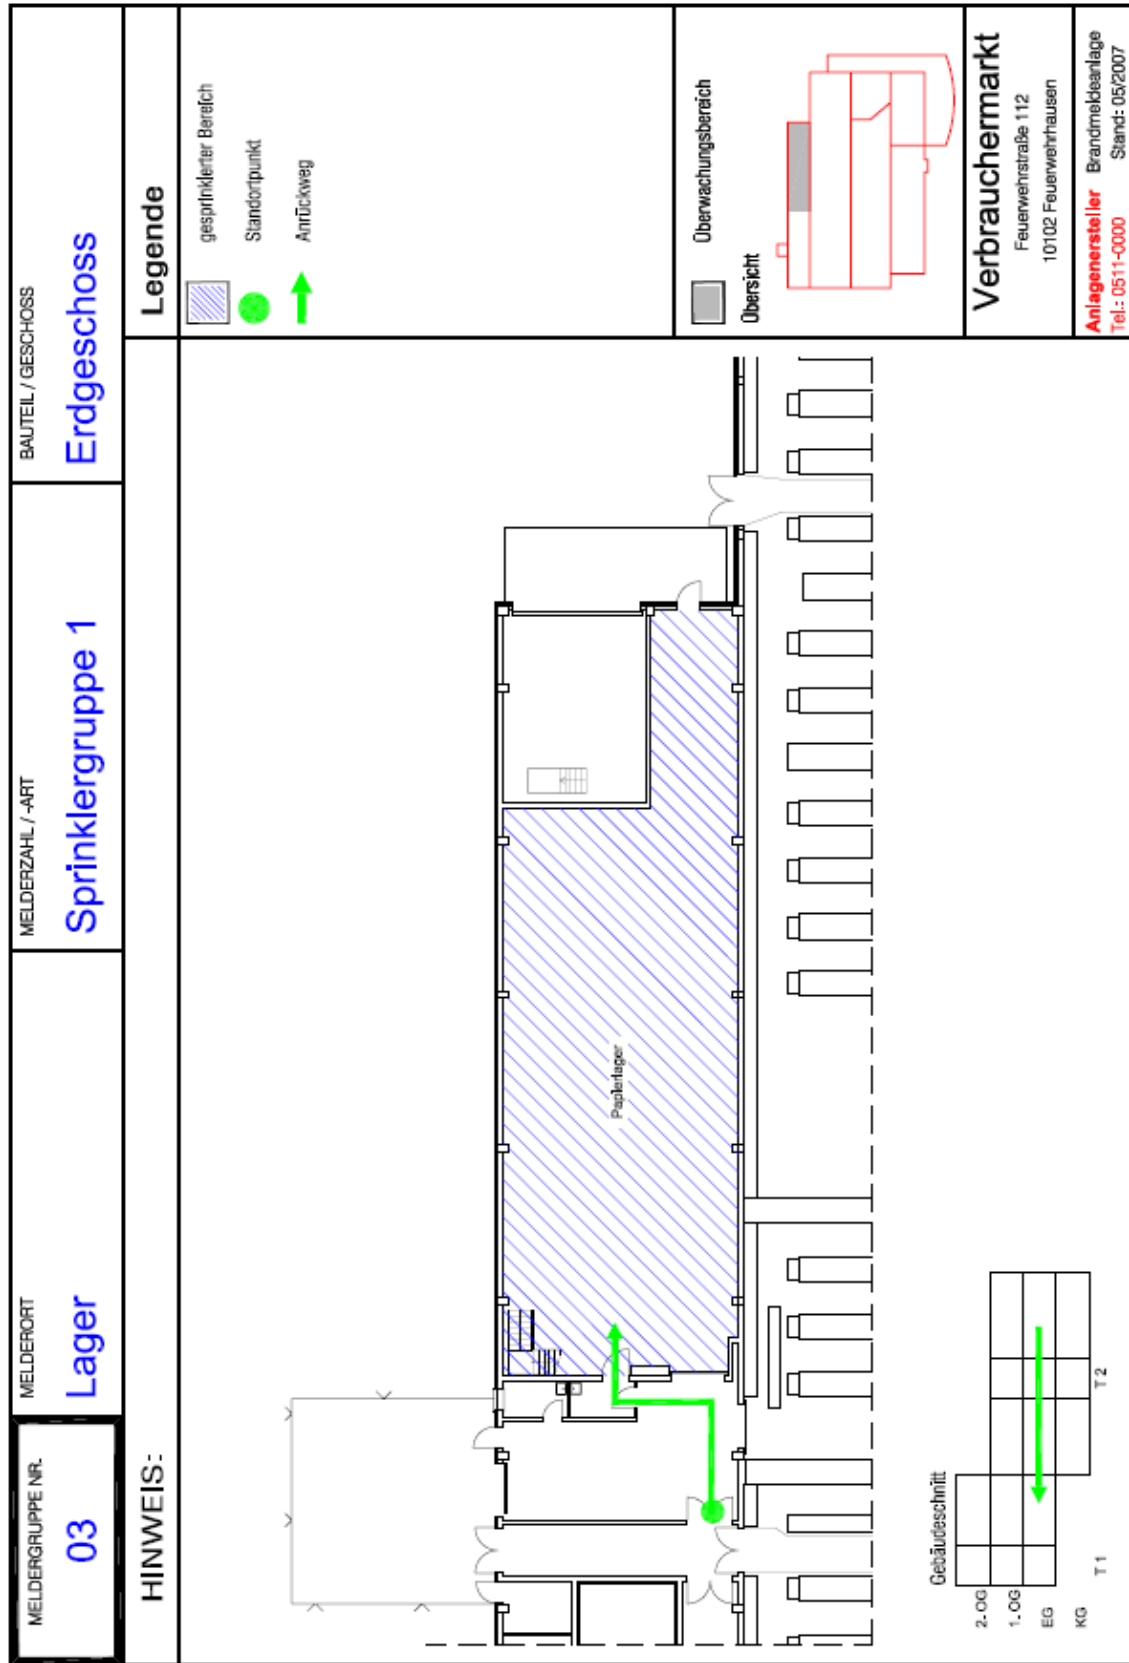 MELDERGRUPPE NR.
03
MELDERORT
Lager
MELDERZAHL / -ART
Sprinklergruppe 1
BAUTEIL / GESCHOSS
Erdgeschoss
HINWEIS:
Legende
gesprinklerter Bereich
Standortpunkt
Anrückweg
Papierlager
Überwachungsbereich
Übersicht
Gebäudeschnitt
2.OG
1.OG
EG
KG
T 1
T 2
Verbrauchermarkt
Feuerwehrstraße 112
10102 Feuerwehrhausen
Anlagenersteller Brandmeldeanlage
Tel.: 0511-0000 Stand: 05/2007